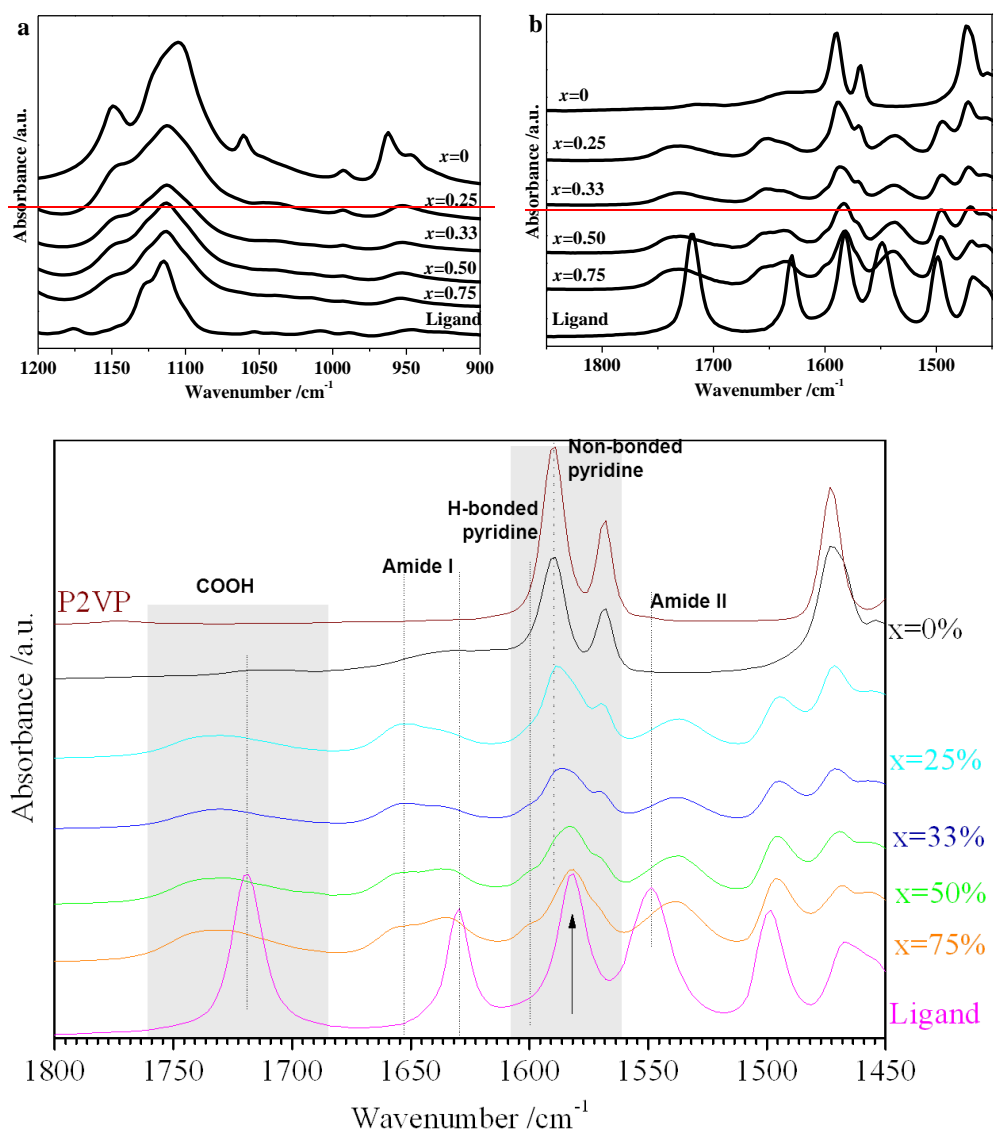 a
Absorbance /a.u.
x=0
x=0.25
x=0.33
x=0.50
x=0.75
Ligand
1200 1150 1100 1050 1000 950 900
Wavenumber /cm⁻¹
b
Absorbance /a.u.
x=0
x=0.25
x=0.33
x=0.50
x=0.75
Ligand
1800 1700 1600 1500
Wavenumber /cm⁻¹
Absorbance /a.u.
Non-bonded
pyridine
H-bonded
pyridine
Amide I
COOH
Amide II
P2VP
x=0%
x=25%
x=33%
x=50%
x=75%
Ligand
1800 1750 1700 1650 1600 1550 1500 1450
Wavenumber /cm⁻¹